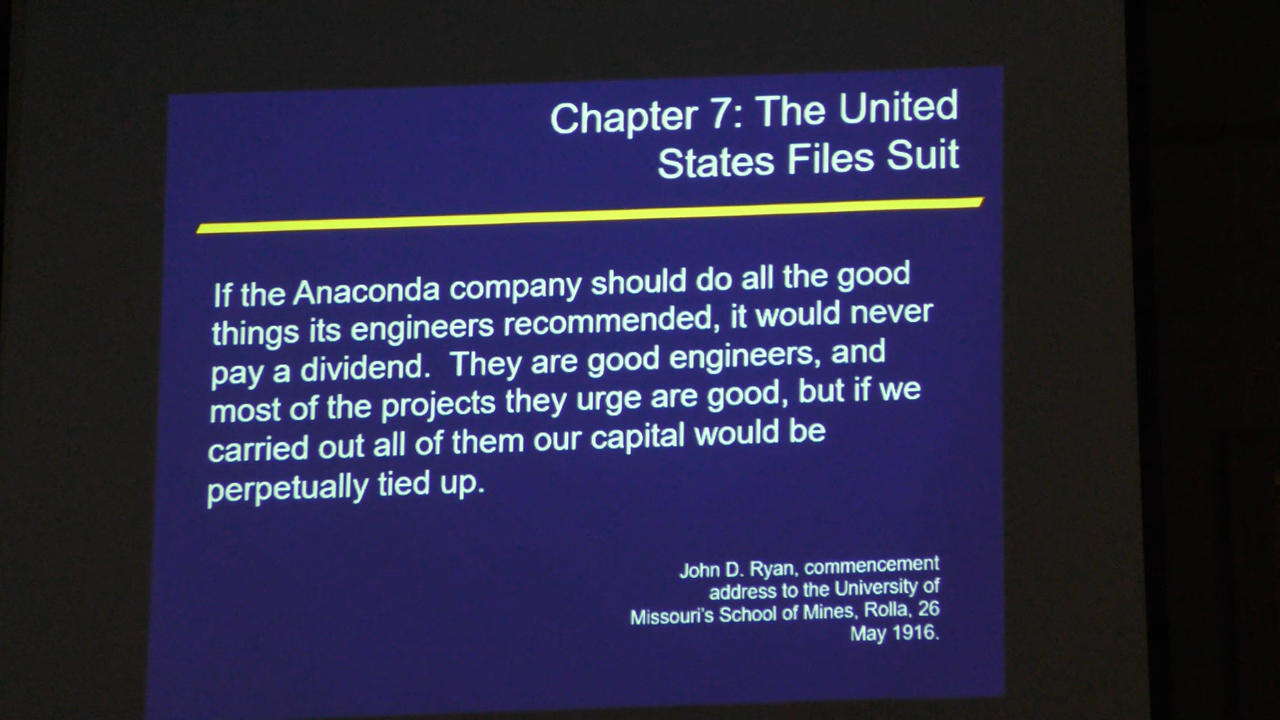 Chapter 7: The United
States Files Suit
If the Anaconda company should do all the good
things its engineers recommended, it would never
pay a dividend.  They are good engineers, and
most of the projects they urge are good, but if we
carried out all of them our capital would be
perpetually tied up.
John D. Ryan, commencement
address to the University of
Missouri's School of Mines, Rolla, 26
May 1916.